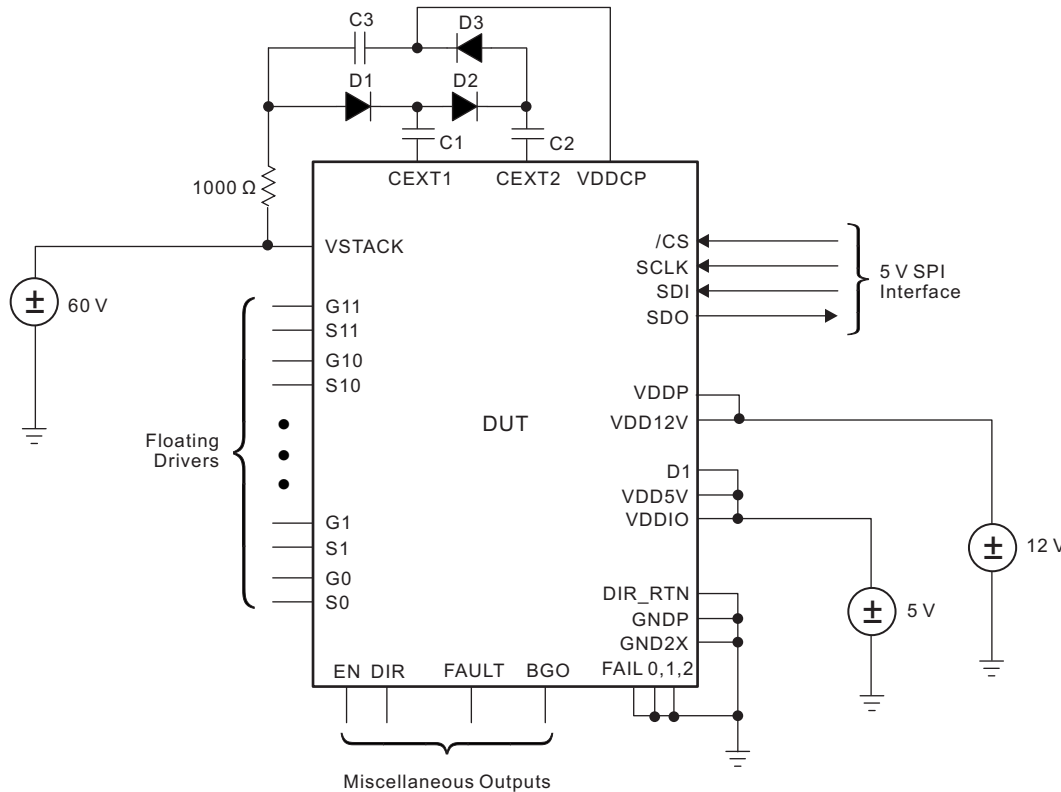 C3
D3
D1
D2
C1
C2
1000 Ω
CEXT1
CEXT2
VDDCP
VSTACK
60 V
±
G11
S11
G10
S10
Floating
Drivers
G1
S1
G0
S0
DUT
/CS
SCLK
SDI
SDO
5 V SPI
Interface
VDDP
VDD12V
D1
VDD5V
VDDIO
±
12 V
±
5 V
DIR_RTN
GNDP
GND2X
FAIL 0,1,2
EN
DIR
FAULT
BGO
Miscellaneous Outputs